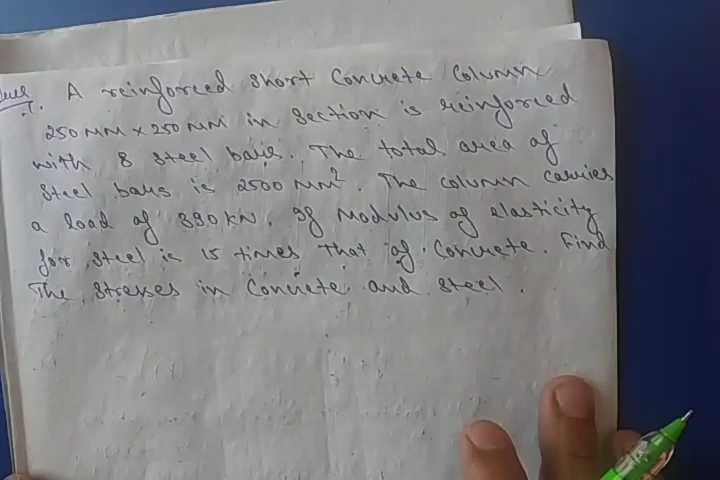 Ques
1. A reinforced short Concrete Column
250 MM × 250 MM in section is reinforced
with 8 steel bars. The total area of
steel bars is 2500 MM². The column carries
a load of 390 KN. If Modulus of elasticity
for steel is 15 times that of Concrete. Find
The stresses in Concrete and steel.